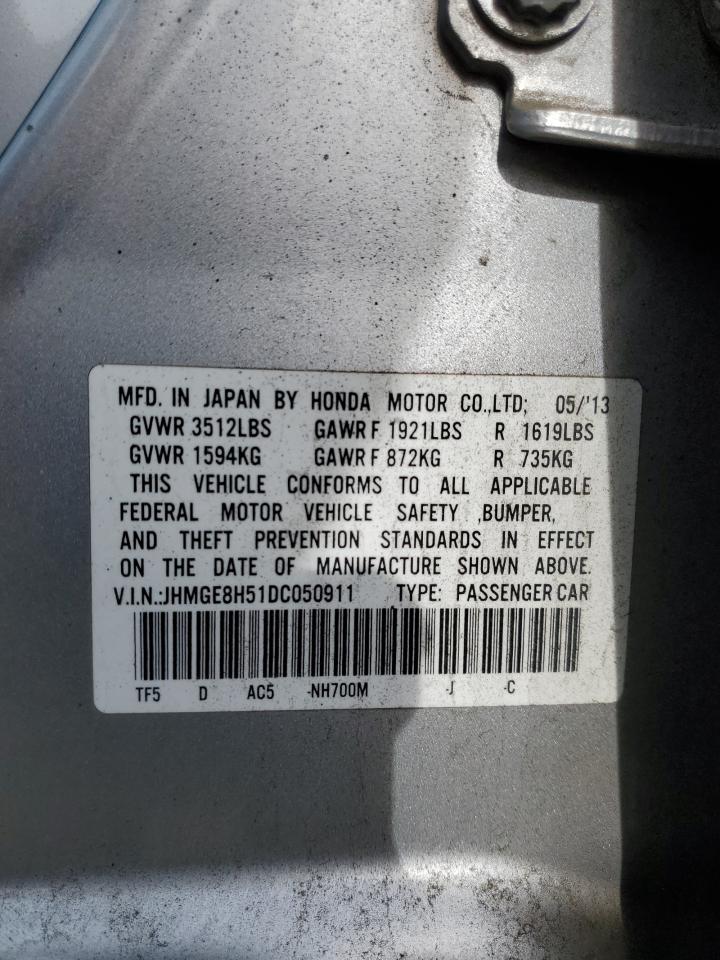 MFD. IN JAPAN BY HONDA MOTOR CO.,LTD; 05/'13
GVWR 3512LBS GAWR F 1921LBS R 1619LBS
GVWR 1594KG GAWR F 872KG R 735KG
THIS VEHICLE CONFORMS TO ALL APPLICABLE
FEDERAL MOTOR VEHICLE SAFETY ,BUMPER,
AND THEFT PREVENTION STANDARDS IN EFFECT
ON THE DATE OF MANUFACTURE SHOWN ABOVE.
V.I.N.:JHMGE8H51DC050911 TYPE: PASSENGER CAR
TF5 D AC5 -NH700M -J -C